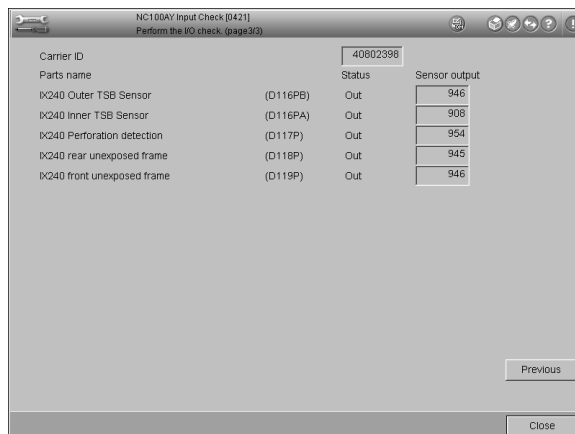 NC100AY Input Check [0421]
Perform the I/O check. (page3/3)
Carrier ID 40802398
Parts name Status Sensor output
IX240 Outer TSB Sensor (D116PB) Out 946
IX240 Inner TSB Sensor (D116PA) Out 908
IX240 Perforation detection (D117P) Out 954
IX240 rear unexposed frame (D118P) Out 945
IX240 front unexposed frame (D119P) Out 946
Previous
Close